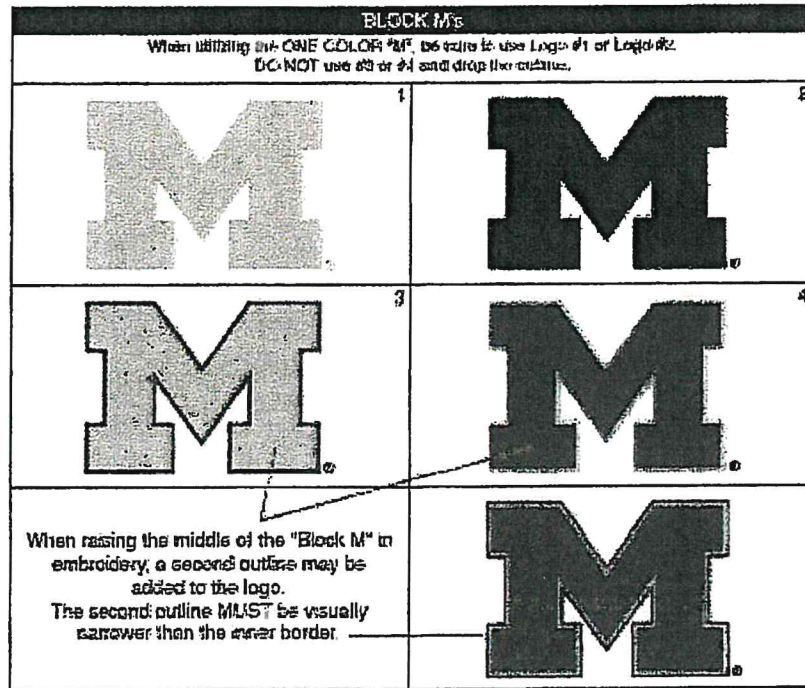 BLOCK M's
When utilizing the ONE COLOR "M", be sure to use Logo #1 or Logo #2.
DO NOT use #3 or #4 and drop the outline.
1
2
M
M
®
3
4
M
®
M
®
When raising the middle of the "Block M" in
embroidery, a second outline may be
added to the logo.
The second outline MUST be visually
narrower than the inner border.
M
®